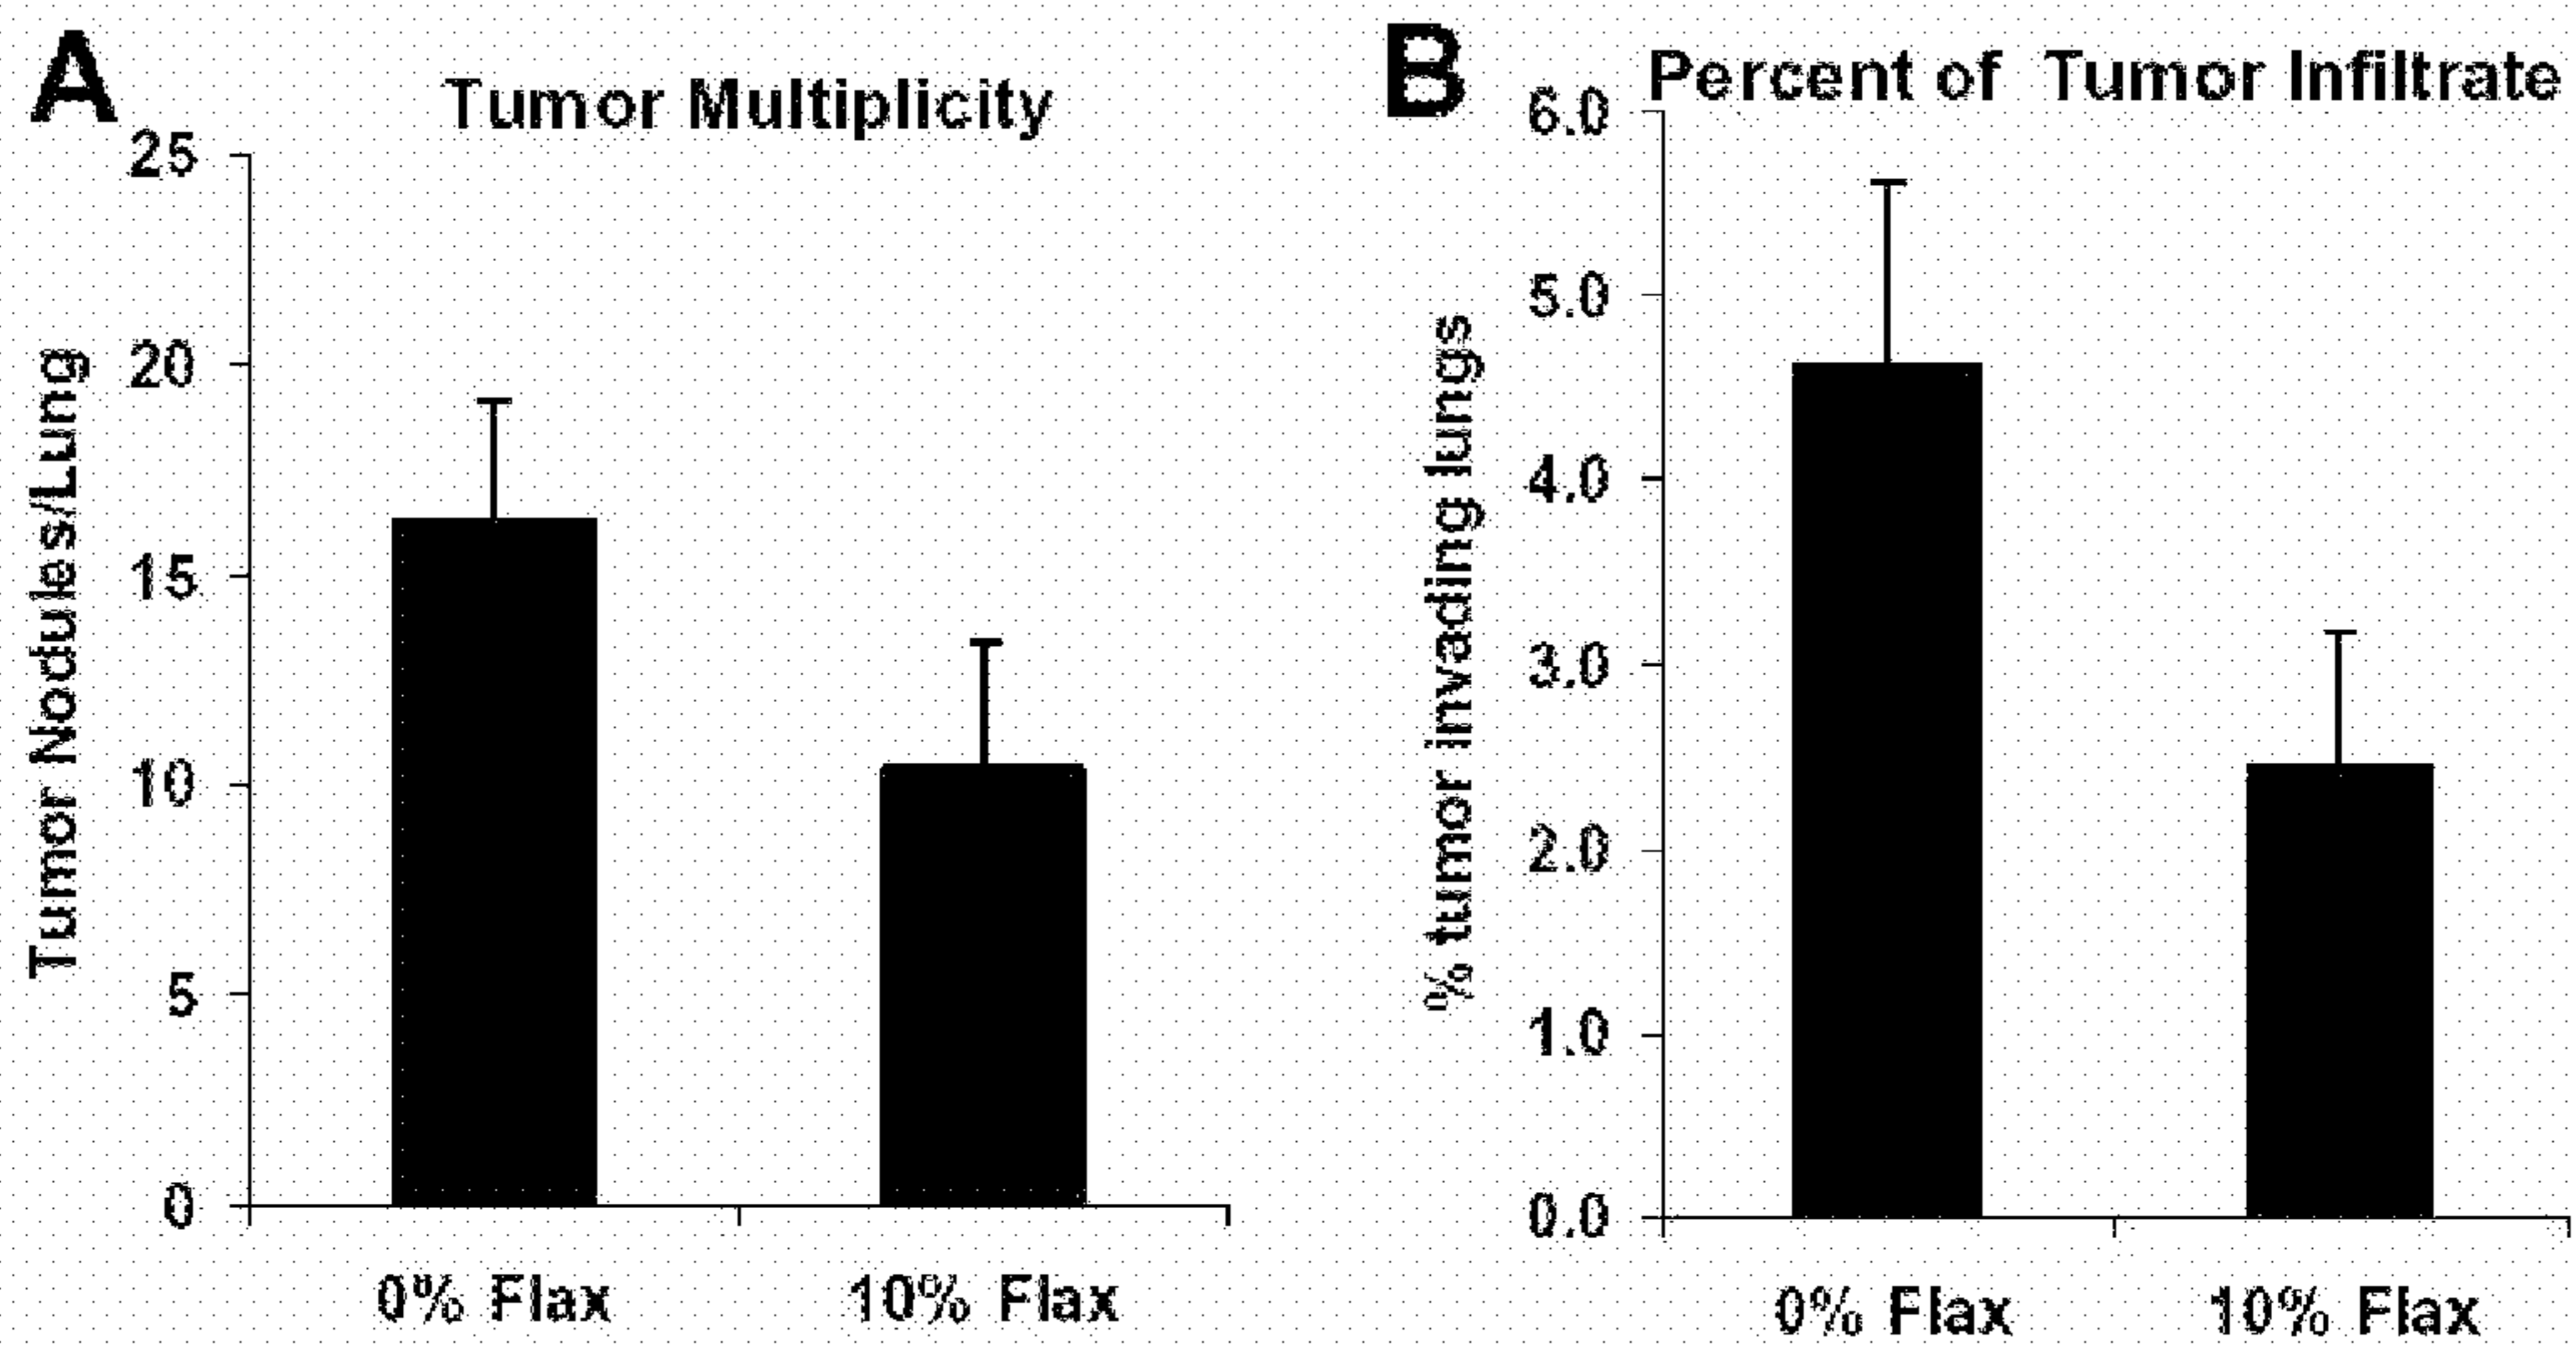 A
Tumor Multiplicity
Tumor Nodules/Lung
25
20
15
10
5
0
0% Flax
10% Flax
B
Percent of Tumor Infiltrate
% tumor invading lungs
6.0
5.0
4.0
3.0
2.0
1.0
0.0
0% Flax
10% Flax